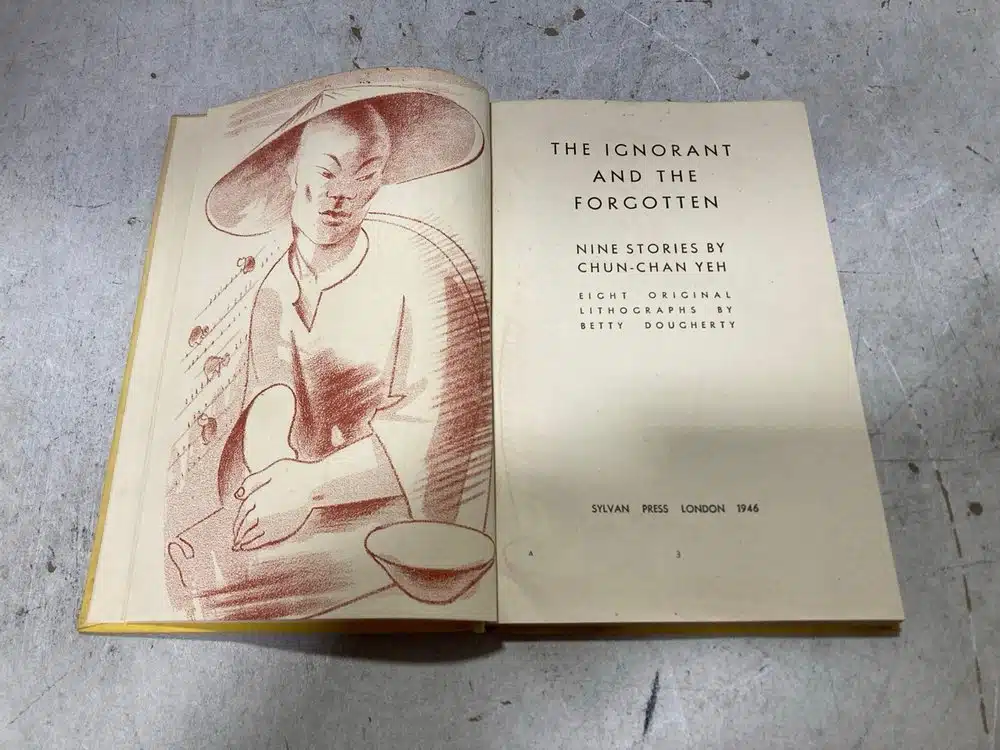 THE IGNORANT
AND THE
FORGOTTEN
NINE STORIES BY
CHUN-CHAN YEH
EIGHT ORIGINAL
LITHOGRAPHS BY
BETTY DOUGHERTY
SYLVAN PRESS LONDON 1946
A 3